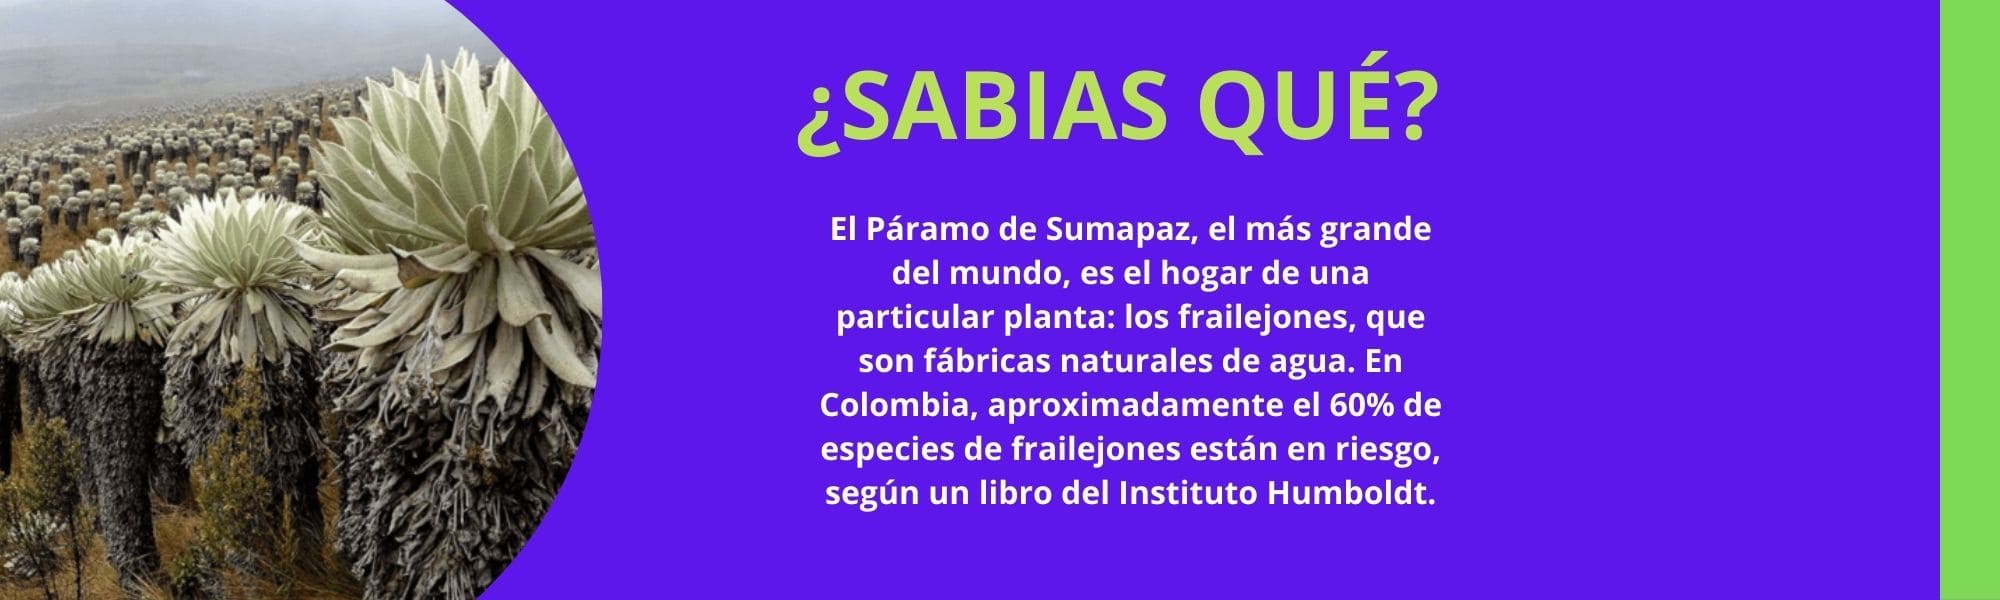 ¿SABIAS QUÉ?
El Páramo de Sumapaz, el más grande
del mundo, es el hogar de una
particular planta: los frailejones, que
son fábricas naturales de agua. En
Colombia, aproximadamente el 60% de
especies de frailejones están en riesgo,
según un libro del Instituto Humboldt.